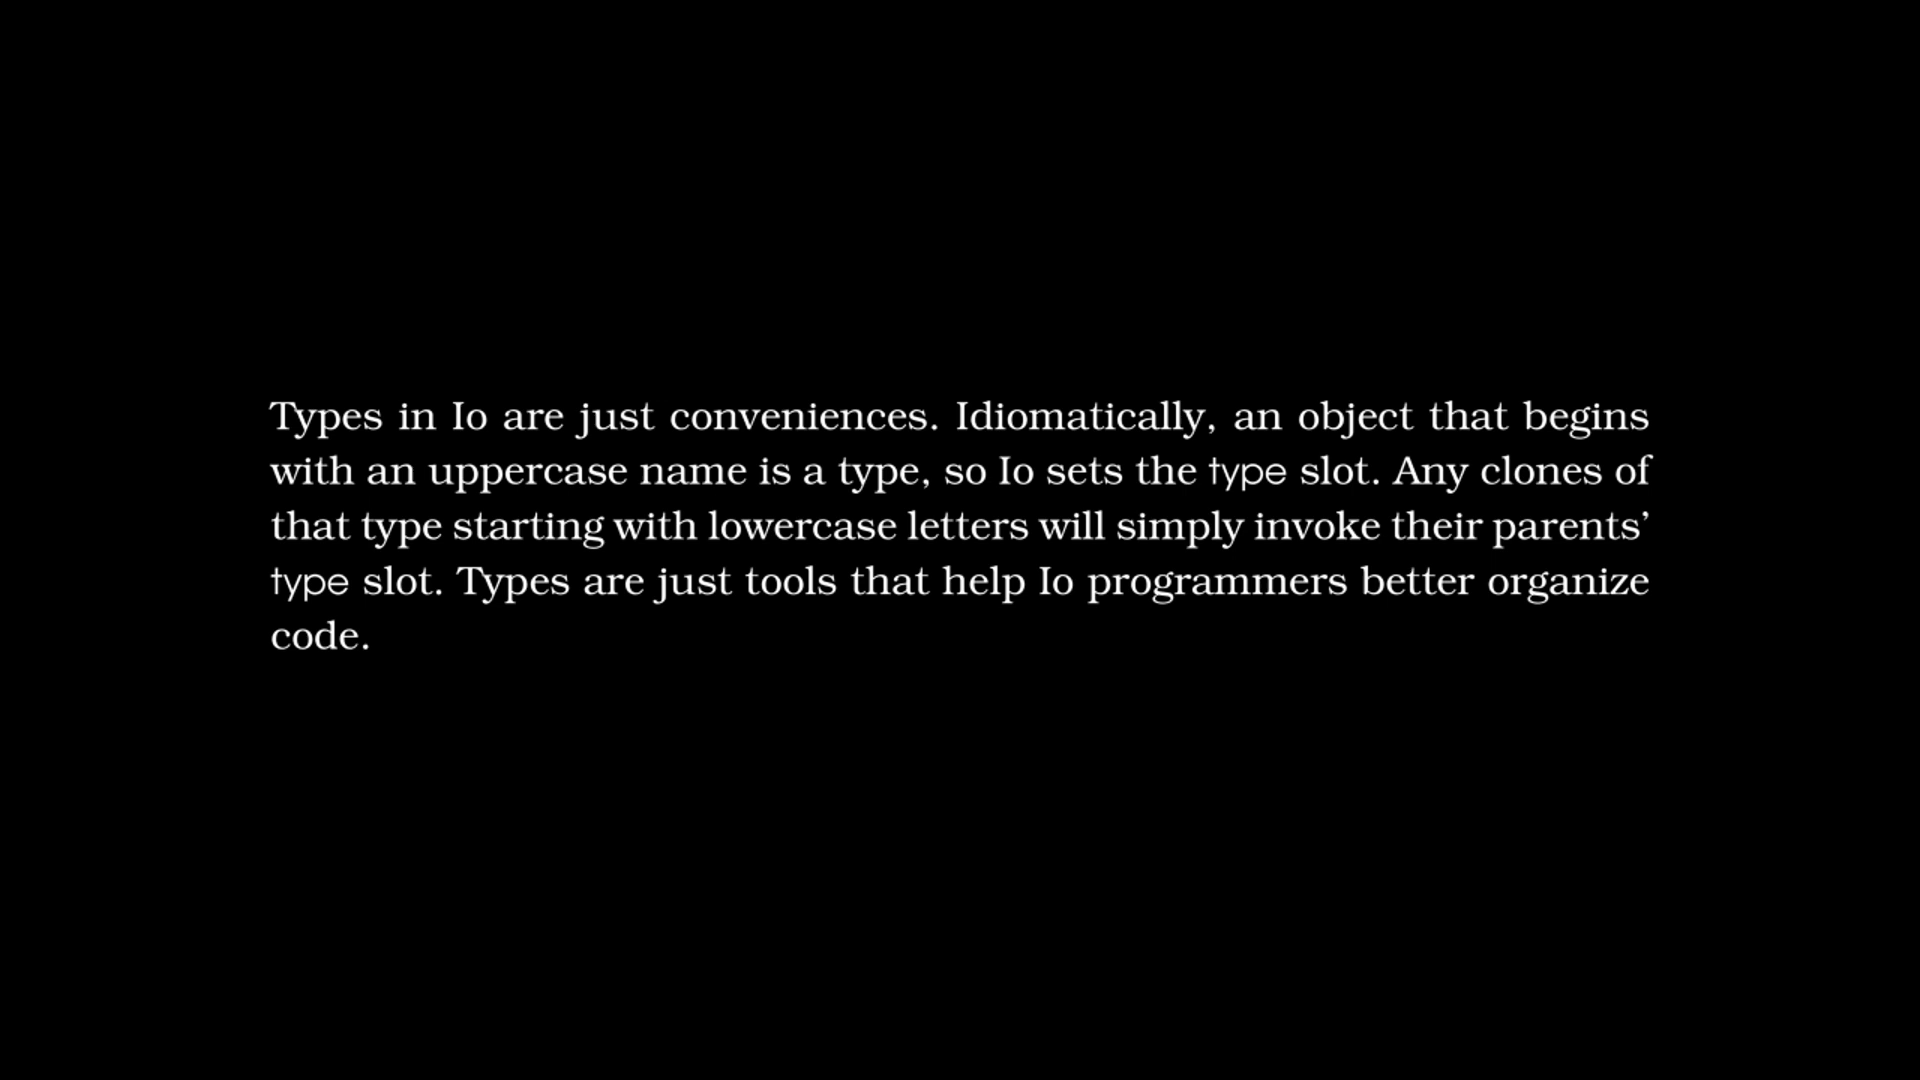 Types in Io are just conveniences. Idiomatically, an object that begins
with an uppercase name is a type, so Io sets the type slot. Any clones of
that type starting with lowercase letters will simply invoke their parents’
type slot. Types are just tools that help Io programmers better organize
code.